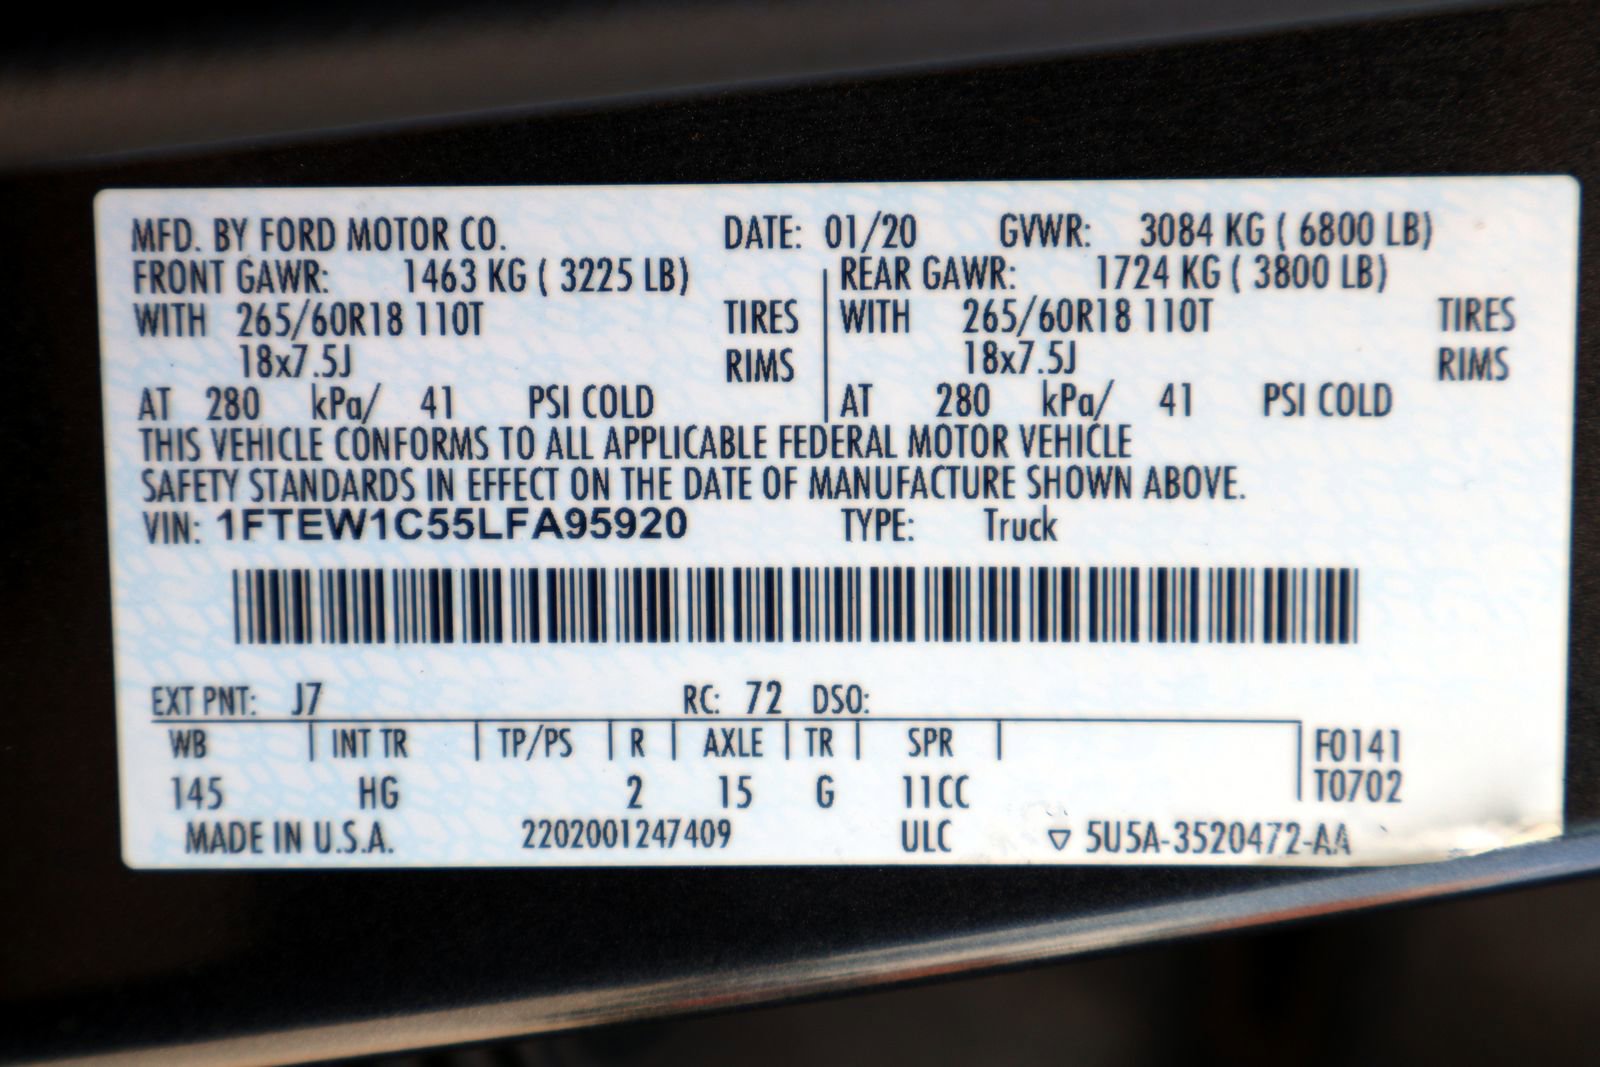 MFD. BY FORD MOTOR CO. DATE: 01/20 GVWR: 3084 KG ( 6800 LB)
FRONT GAWR: 1463 KG ( 3225 LB) REAR GAWR: 1724 KG ( 3800 LB)
WITH 265/60R18 110T TIRES WITH 265/60R18 110T TIRES
18x7.5J RIMS 18x7.5J RIMS
AT 280 kPa/ 41 PSI COLD AT 280 kPa/ 41 PSI COLD
THIS VEHICLE CONFORMS TO ALL APPLICABLE FEDERAL MOTOR VEHICLE
SAFETY STANDARDS IN EFFECT ON THE DATE OF MANUFACTURE SHOWN ABOVE.
VIN: 1FTEW1C55LFA95920 TYPE: Truck
EXT PNT: J7 RC: 72 DSO:
WB INT TR TP/PS R AXLE TR SPR F0141
145 HG 2 15 G 11CC T0702
MADE IN U.S.A. 2202001247409 ULC ▽ 5U5A-3520472-AA